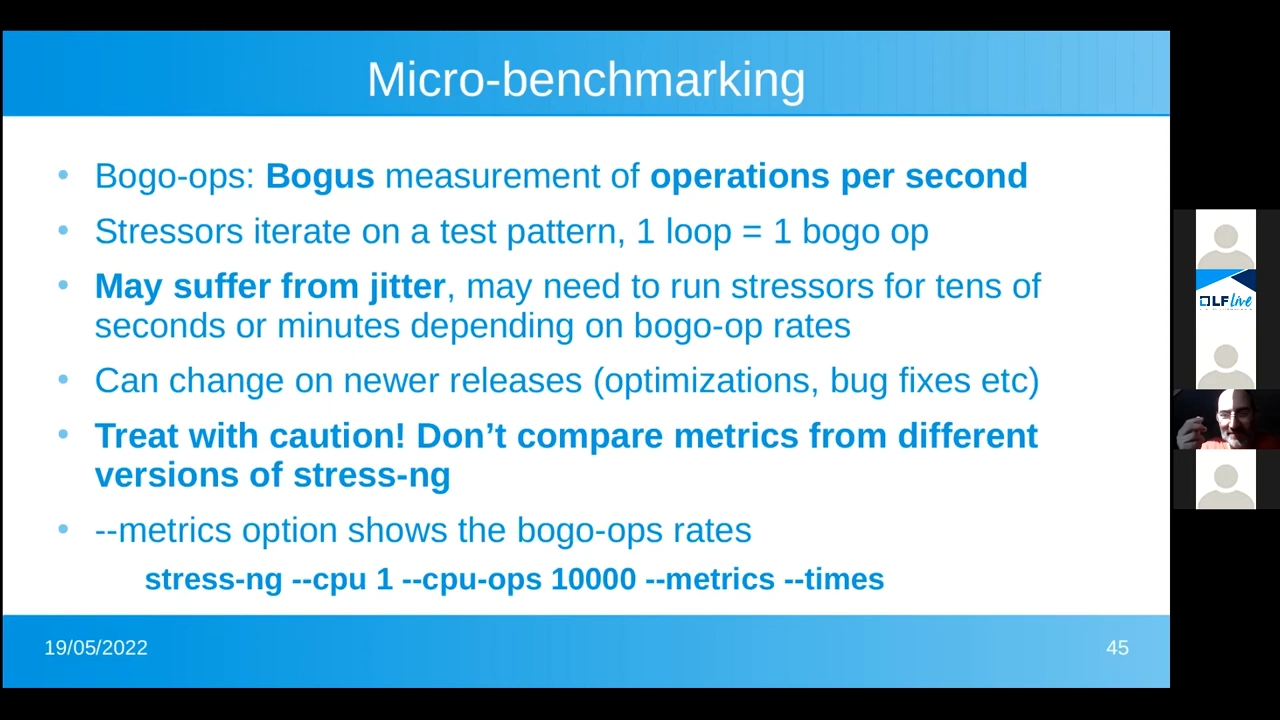 Micro-benchmarking
• Bogo-ops: Bogus measurement of operations per second
• Stressors iterate on a test pattern, 1 loop = 1 bogo op
• May suffer from jitter, may need to run stressors for tens of
seconds or minutes depending on bogo-op rates
• Can change on newer releases (optimizations, bug fixes etc)
• Treat with caution! Don’t compare metrics from different
versions of stress-ng
• --metrics option shows the bogo-ops rates
stress-ng --cpu 1 --cpu-ops 10000 --metrics --times
19/05/2022
45
LF live